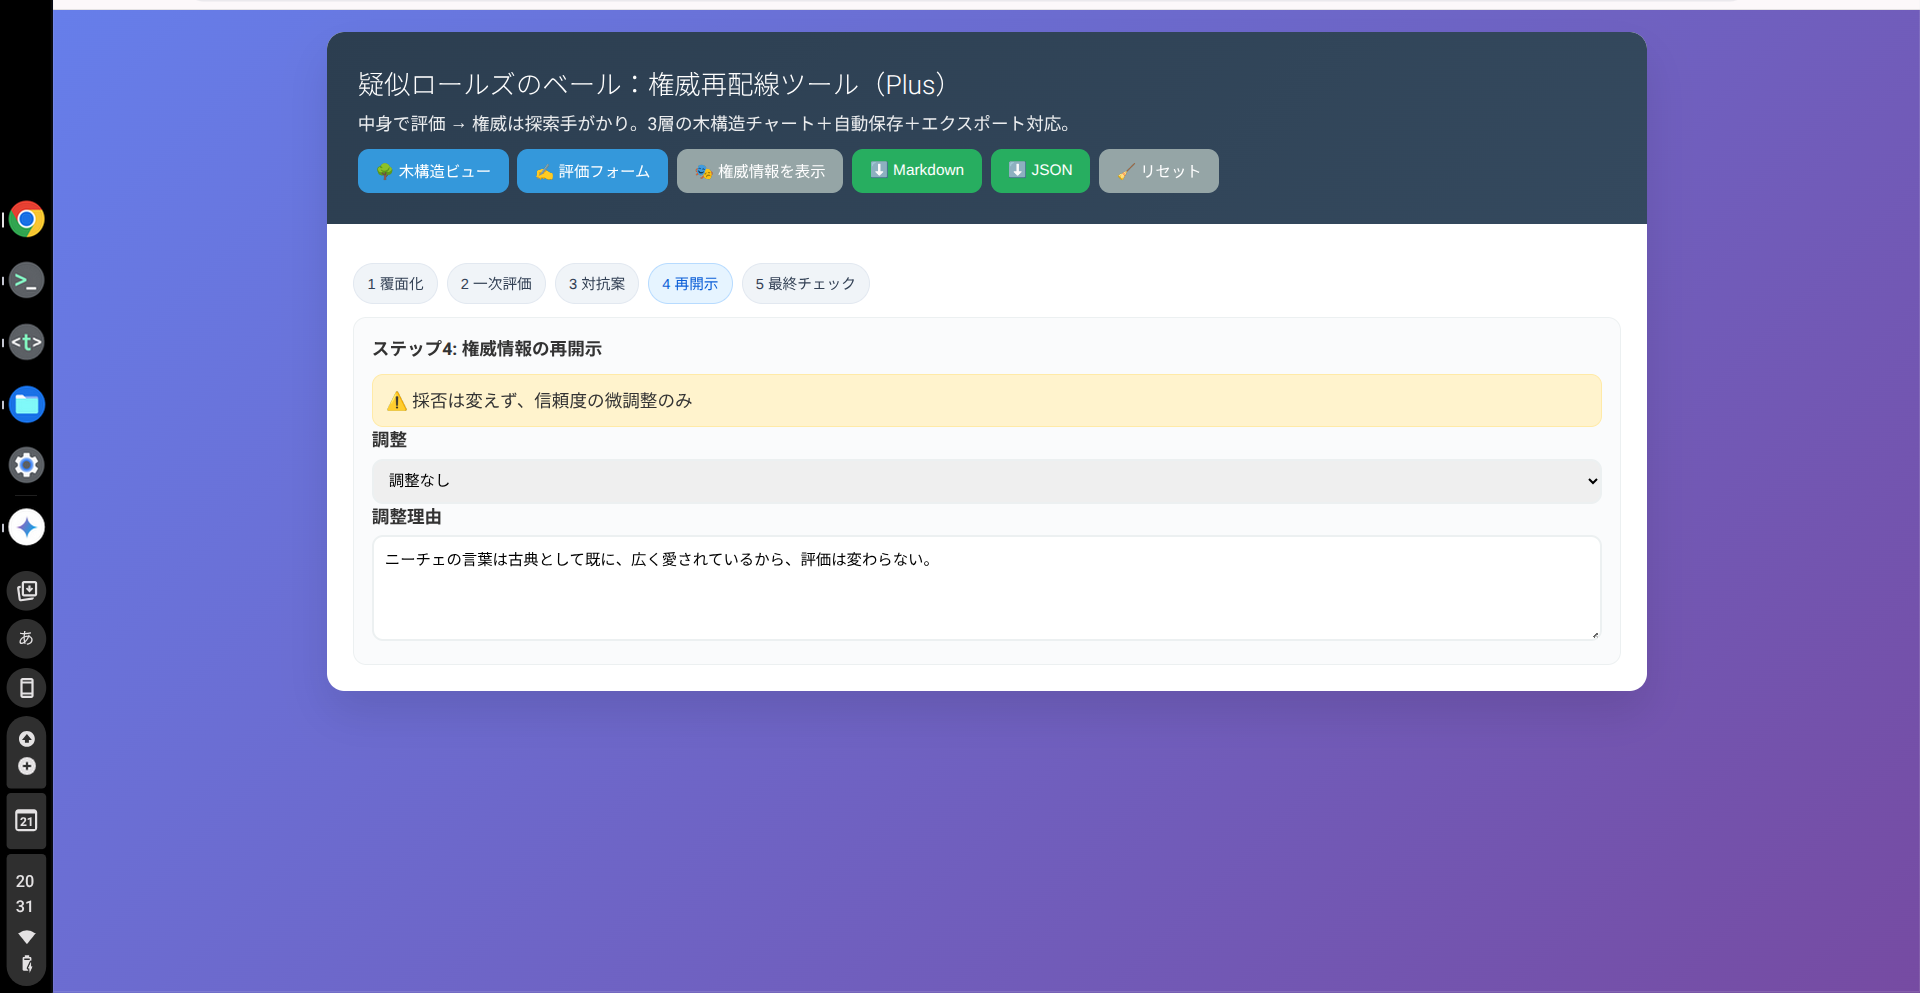 疑似ロールズのベール：権威再配線ツール（Plus）
中身で評価 → 権威は探索手がかり。3層の木構造チャート＋自動保存＋エクスポート対応。
🌳 木構造ビュー
✍️ 評価フォーム
🎭 権威情報を表示
⬇️ Markdown
⬇️ JSON
🧹 リセット
1 覆面化
2 一次評価
3 対抗案
4 再開示
5 最終チェック
ステップ4: 権威情報の再開示
⚠️ 採否は変えず、信頼度の微調整のみ
調整
調整なし
調整理由
ニーチェの言葉は古典として既に、広く愛されているから、評価は変わらない。
>_
<t>
あ
21
20
31